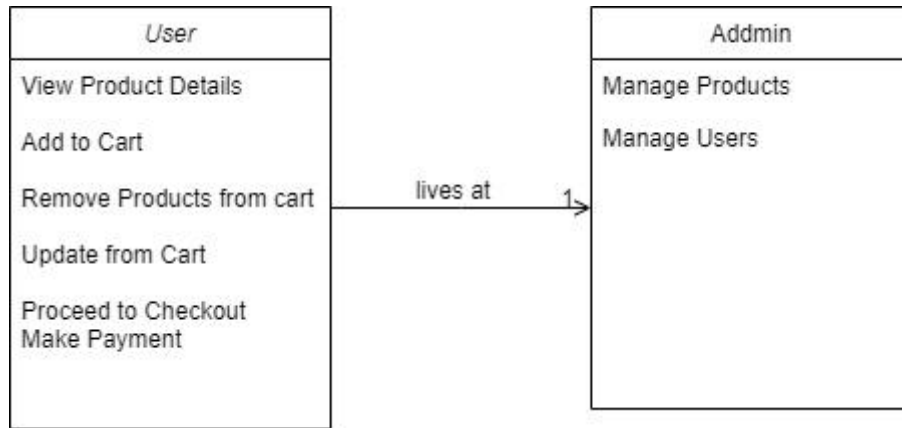 User
View Product Details
Add to Cart
Remove Products from cart
Update from Cart
Proceed to Checkout
Make Payment
lives at
1
Addmin
Manage Products
Manage Users